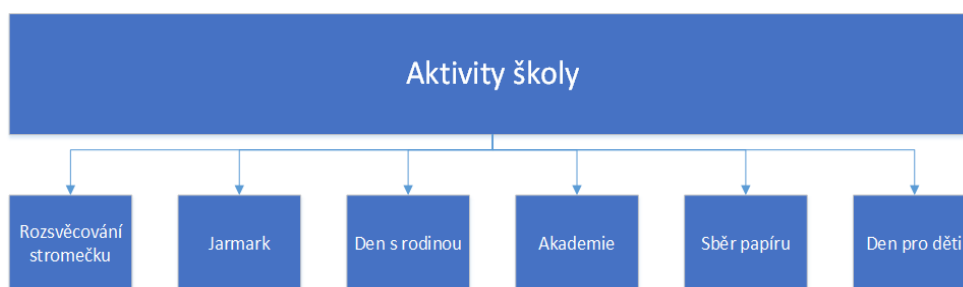 Aktivity školy
Rozsvěcování
stromečku
Jarmark
Den s rodinou
Akademie
Sběr papíru
Den pro děti